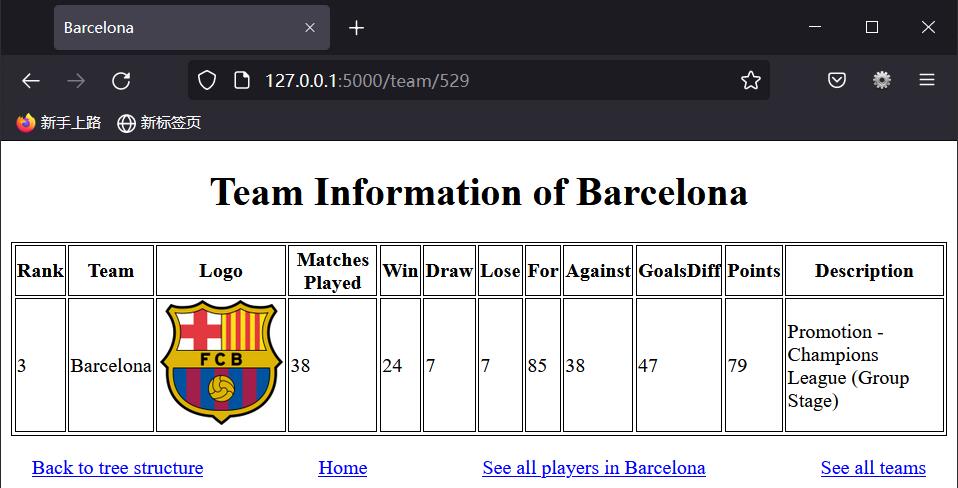 Barcelona
127.0.0.1:5000/team/529
新手上路 新标签页
Team Information of Barcelona
Rank Team Logo Matches Played Win Draw Lose For Against GoalsDiff Points Description
3 Barcelona FCB 38 24 7 7 85 38 47 79 Promotion -
Champions
League (Group
Stage)
Back to tree structure Home See all players in Barcelona See all teams